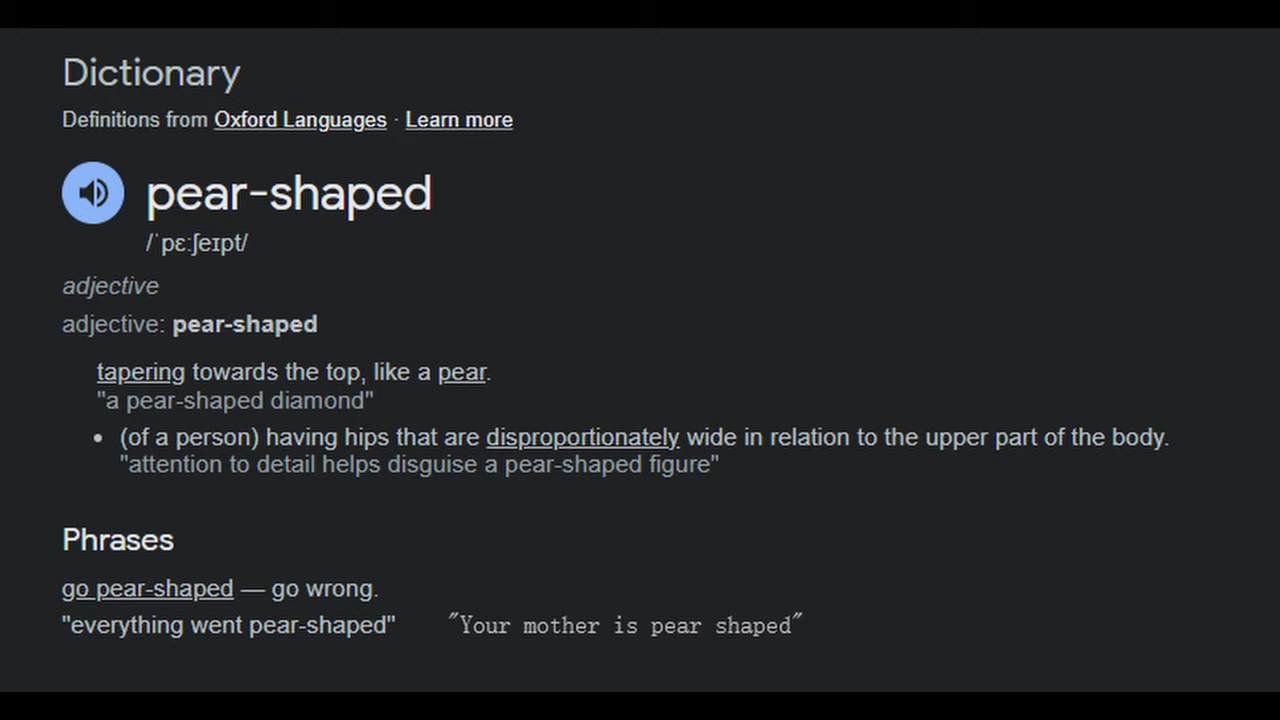 Dictionary
Definitions from Oxford Languages · Learn more
pear-shaped
/ˈpɛːʃeɪpt/
adjective
adjective: pear-shaped
tapering towards the top, like a pear.
"a pear-shaped diamond"
• (of a person) having hips that are disproportionately wide in relation to the upper part of the body.
"attention to detail helps disguise a pear-shaped figure"
Phrases
go pear-shaped — go wrong.
"everything went pear-shaped" "Your mother is pear shaped"